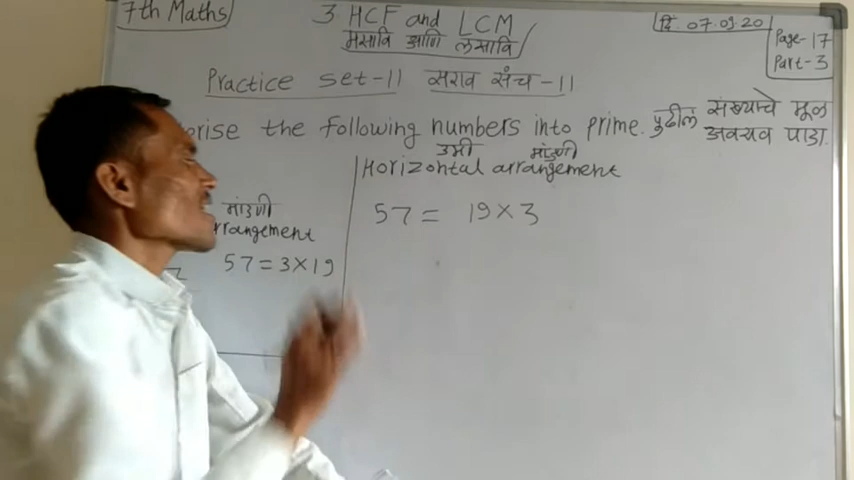 7th Maths
3. HCF and LCM
मसावि आणि लसावि
दि. 07.09.20
Page-17
Part-3
Practice set-11 सराव संच-11
orise the following numbers into prime. पुढील संख्यांचे मूळ
अवयव पाडा.
उभी मांडणी
Horizontal arrangement
57 = 19×3
मांडणी
rrangement
57=3×19